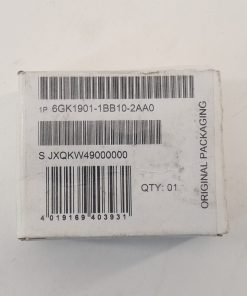 1P 6GK1901-1BB10-2AA0
S JXQKW49000000
QTY: 01
4 019169 403931
ORIGINAL PACKAGING